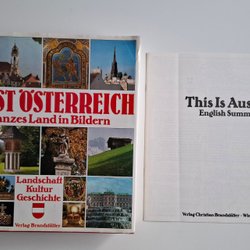 ST ÖSTERREICH
anzes Land in Bildern
Landschaft
Kultur
Geschichte
Verlag Brandstätter
This Is Aus
English Summ
Verlag Christian Brandstätter · Wie